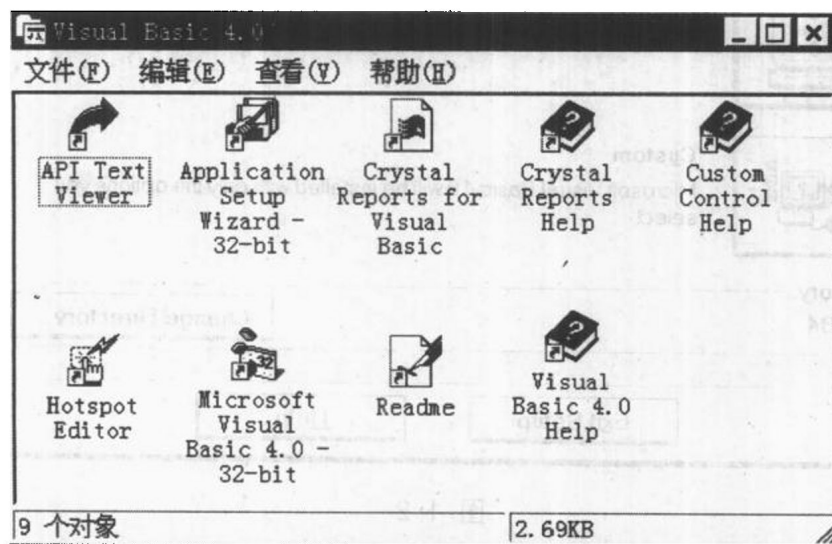 Visual Basic 4.0
文件(F) 编辑(E) 查看(V) 帮助(H)
API Text
Viewer
Application
Setup
Wizard -
32-bit
Crystal
Reports for
Visual
Basic
Crystal
Reports
Help
Custom
Control
Help
Hotspot
Editor
Microsoft
Visual
Basic 4.0 -
32-bit
Readme
Visual
Basic 4.0
Help
9 个对象
2.69KB